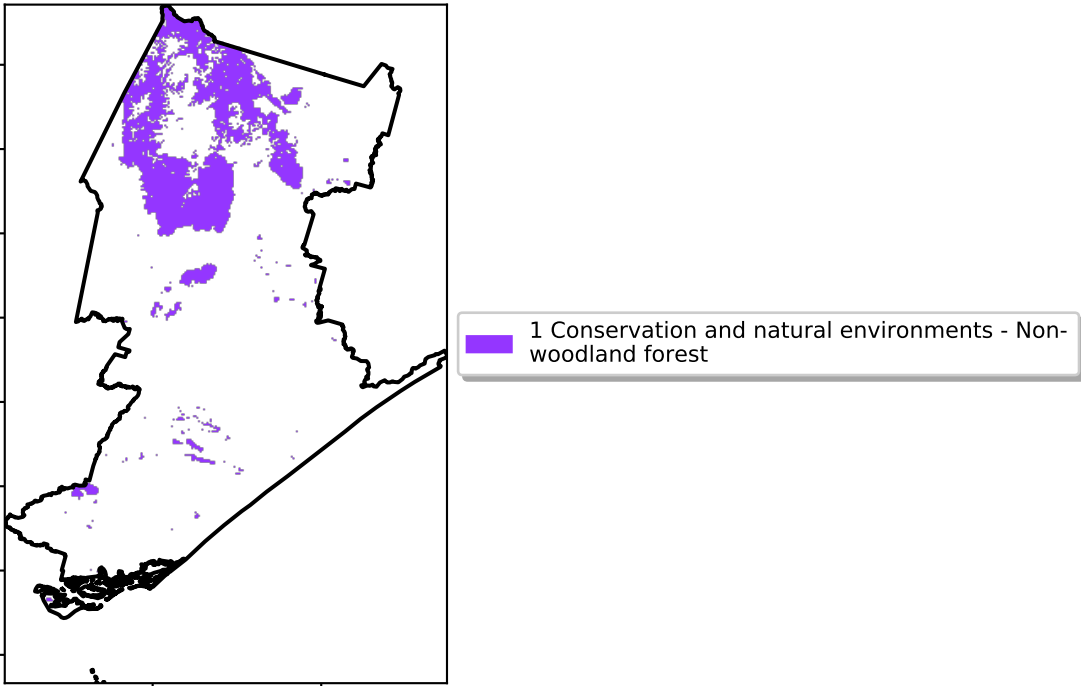 1 Conservation and natural environments - Non-
woodland forest